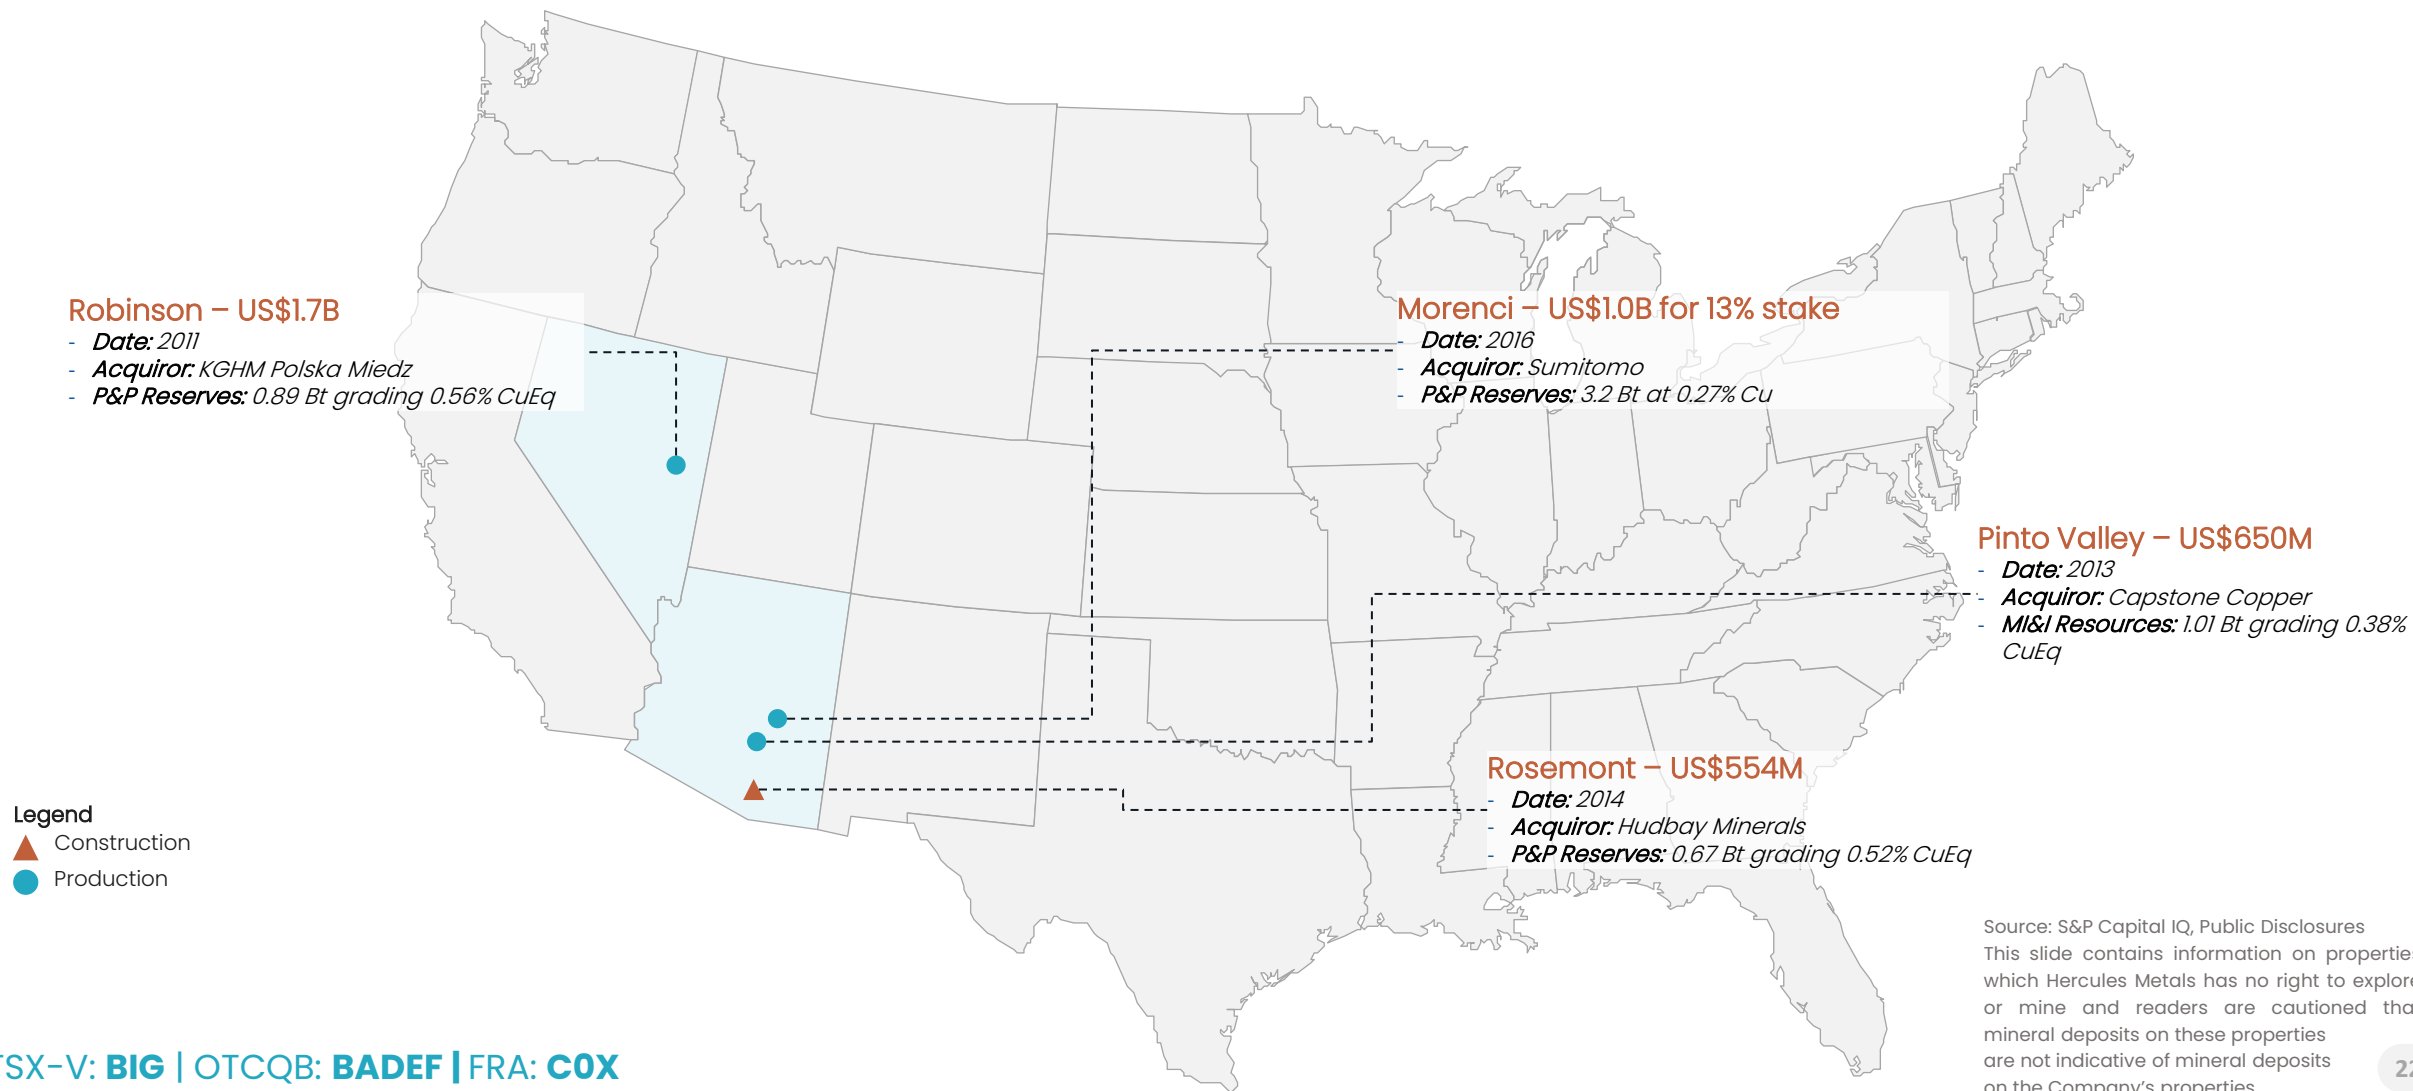 Robinson – US$1.7B
- Date: 2011
- Acquiror: KGHM Polska Miedz
- P&P Reserves: 0.89 Bt grading 0.56% CuEq
Morenci – US$1.0B for 13% stake
- Date: 2016
- Acquiror: Sumitomo
- P&P Reserves: 3.2 Bt at 0.27% Cu
Pinto Valley – US$650M
- Date: 2013
- Acquiror: Capstone Copper
- MI&I Resources: 1.01 Bt grading 0.38%
CuEq
Rosemont – US$554M
- Date: 2014
- Acquiror: Hudbay Minerals
- P&P Reserves: 0.67 Bt grading 0.52% CuEq
Legend
Construction
Production
Source: S&P Capital IQ, Public Disclosures
This slide contains information on properties
which Hercules Metals has no right to explore
or mine and readers are cautioned that
mineral deposits on these properties
are not indicative of mineral deposits
on the Company's properties
TSX-V: BIG | OTCQB: BADEF | FRA: C0X
22